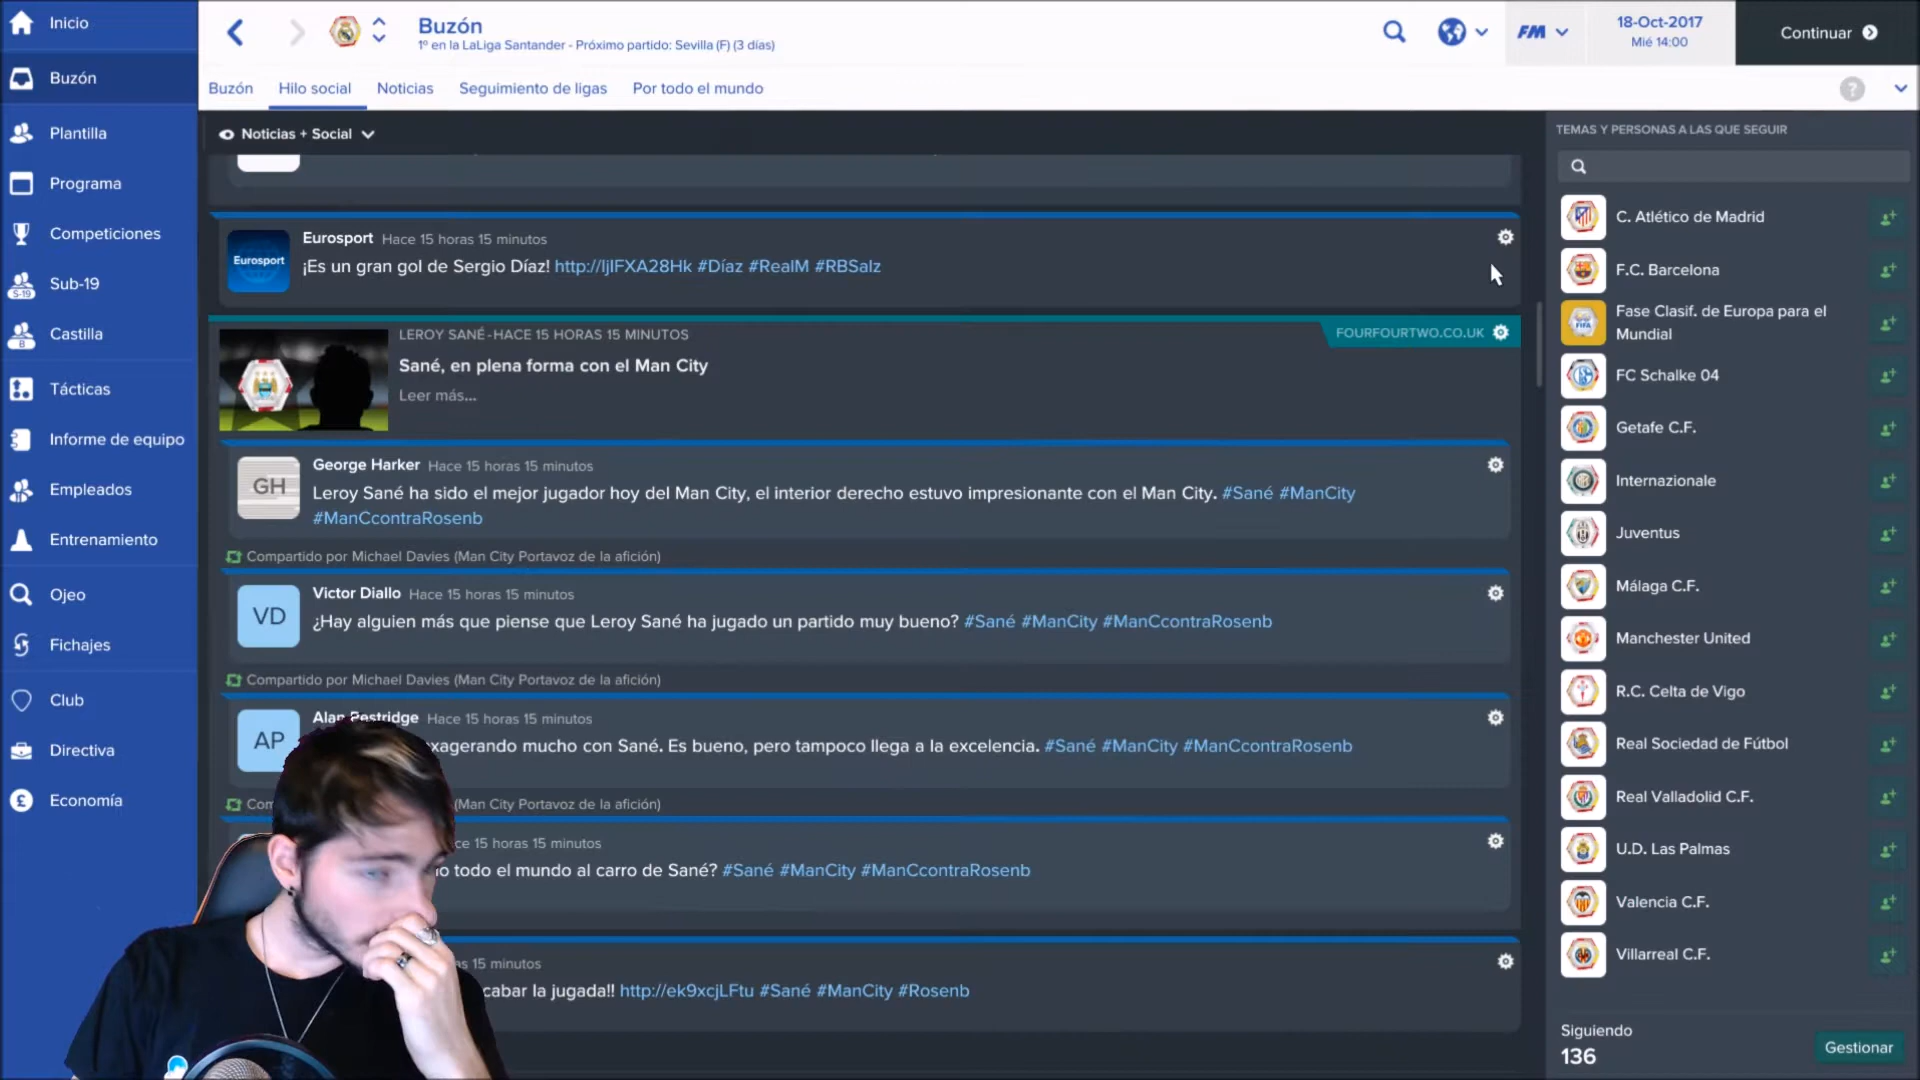 Inicio
Buzón
Plantilla
Programa
Competiciones
Sub-19
Castilla
Tácticas
Informe de equipo
Empleados
Entrenamiento
Ojeo
Fichajes
Club
Directiva
Economía
Buzón
1º en la LaLiga Santander - Próximo partido: Sevilla (F) (3 días)
FM
18-Oct-2017
Mié 14:00
Continuar
Buzón Hilo social Noticias Seguimiento de ligas Por todo el mundo
Noticias + Social
Eurosport
Eurosport Hace 15 horas 15 minutos
¡Es un gran gol de Sergio Díaz! http://ljIFXA28Hk #Díaz #RealM #RBSalz
LEROY SANÉ-HACE 15 HORAS 15 MINUTOS
FOURFOURTWO.CO.UK
Sané, en plena forma con el Man City
Leer más...
GH
George Harker Hace 15 horas 15 minutos
Leroy Sané ha sido el mejor jugador hoy del Man City, el interior derecho estuvo impresionante con el Man City. #Sané #ManCity
#ManCcontraRosenb
Compartido por Michael Davies (Man City Portavoz de la afición)
VD
Victor Diallo Hace 15 horas 15 minutos
¿Hay alguien más que piense que Leroy Sané ha jugado un partido muy bueno? #Sané #ManCity #ManCcontraRosenb
Compartido por Michael Davies (Man City Portavoz de la afición)
AP
Alan Pestridge Hace 15 horas 15 minutos
xagerando mucho con Sané. Es bueno, pero tampoco llega a la excelencia. #Sané #ManCity #ManCcontraRosenb
Com (Man City Portavoz de la afición)
ce 15 horas 15 minutos
o todo el mundo al carro de Sané? #Sané #ManCity #ManCcontraRosenb
s 15 minutos
cabar la jugada!! http://ek9xcjLFtu #Sané #ManCity #Rosenb
TEMAS Y PERSONAS A LAS QUE SEGUIR
C. Atlético de Madrid
F.C. Barcelona
Fase Clasif. de Europa para el
Mundial
FC Schalke 04
Getafe C.F.
Internazionale
Juventus
Málaga C.F.
Manchester United
R.C. Celta de Vigo
Real Sociedad de Fútbol
Real Valladolid C.F.
U.D. Las Palmas
Valencia C.F.
Villarreal C.F.
Siguiendo
136
Gestionar